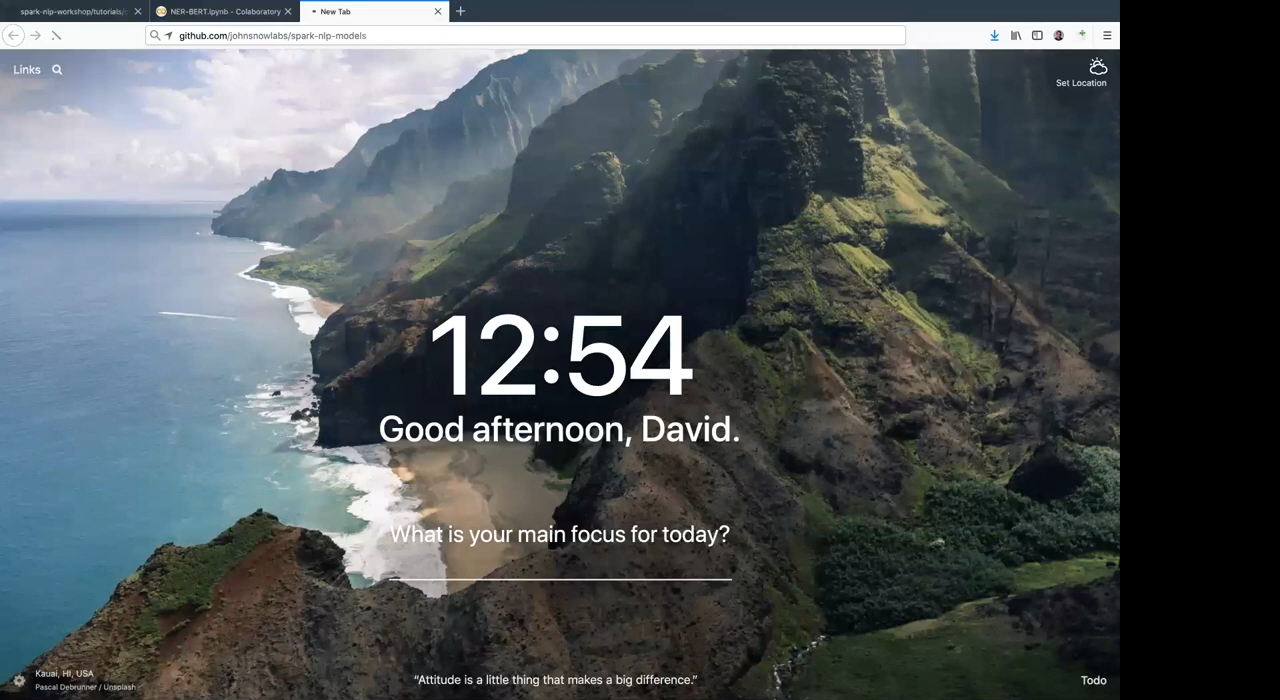 spark-nlp-workshop/tutorials/
NER-BERT.ipynb - Colaboratory
New Tab
github.com/johnsnowlabs/spark-nlp-models
Links
Set Location
12:54
Good afternoon, David.
What is your main focus for today?
Kauai, HI, USA
Pascal Debrunner / Unsplash
“Attitude is a little thing that makes a big difference.”
Todo